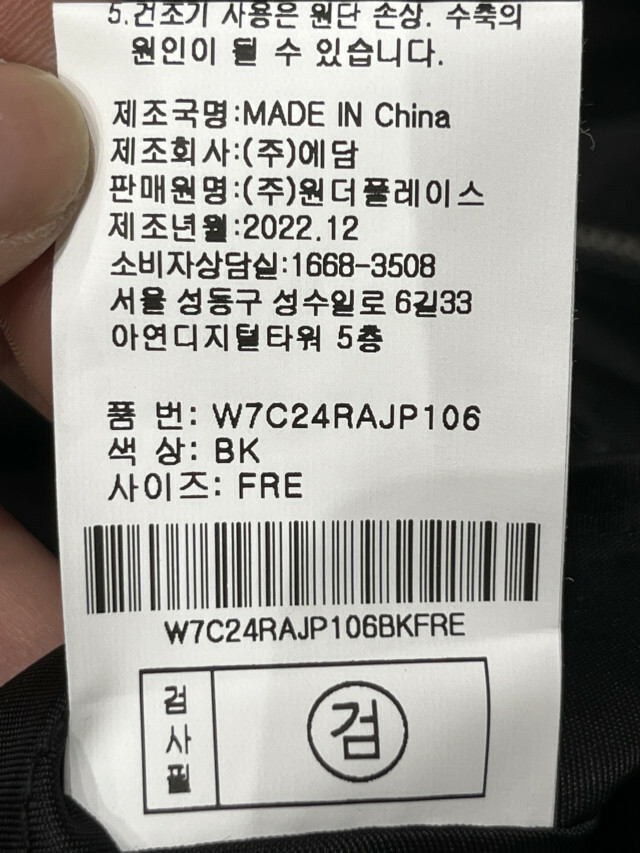 5.건조기 사용은 원단 손상. 수축의
원인이 될 수 있습니다.
제조국명:MADE IN China
제조회사:(주)에담
판매원명:(주)원더플레이스
제조년월:2022.12
소비자상담실:1668-3508
서울 성동구 성수일로 6길33
아연디지털타워 5층
품 번: W7C24RAJP106
색 상: BK
사이즈: FRE
W7C24RAJP106BKFRE
검사필
검